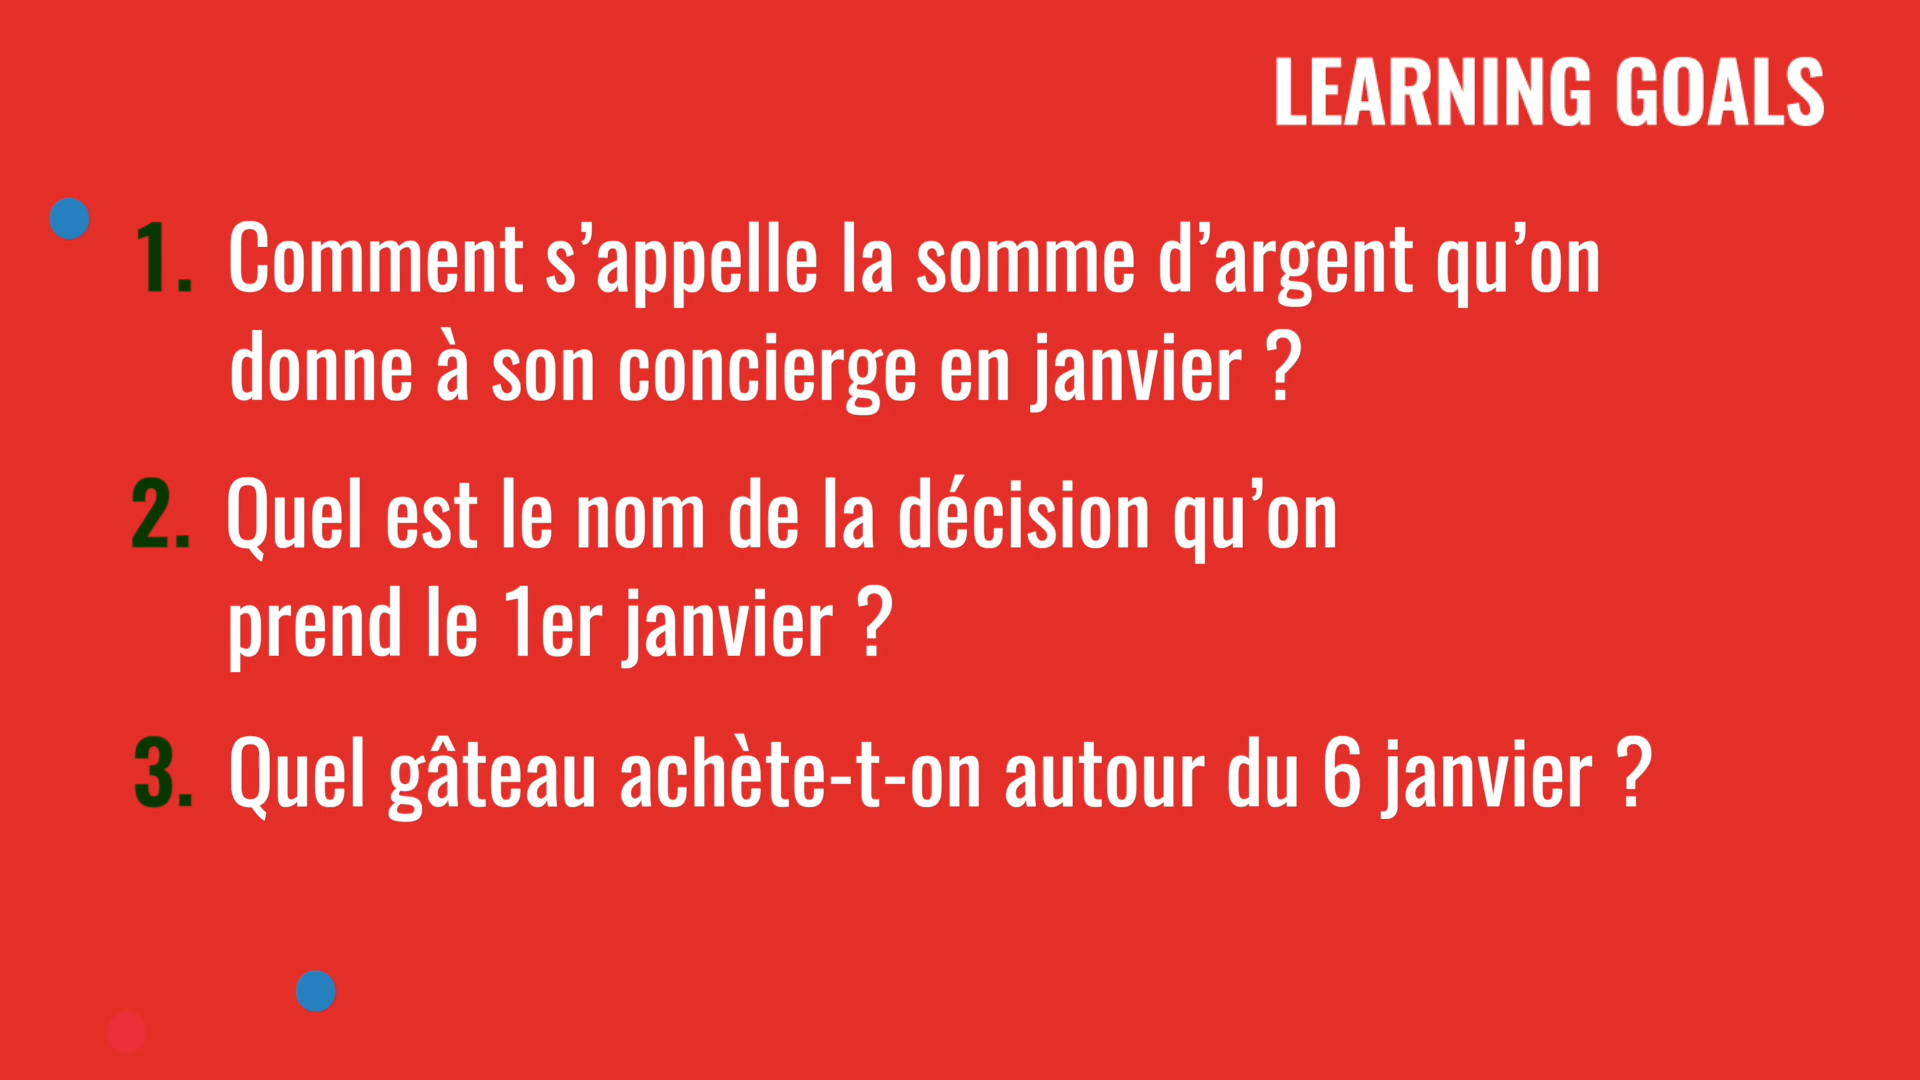 LEARNING GOALS
1. Comment s’appelle la somme d’argent qu’on
donne à son concierge en janvier ?
2. Quel est le nom de la décision qu’on
prend le 1er janvier ?
3. Quel gâteau achète-t-on autour du 6 janvier ?